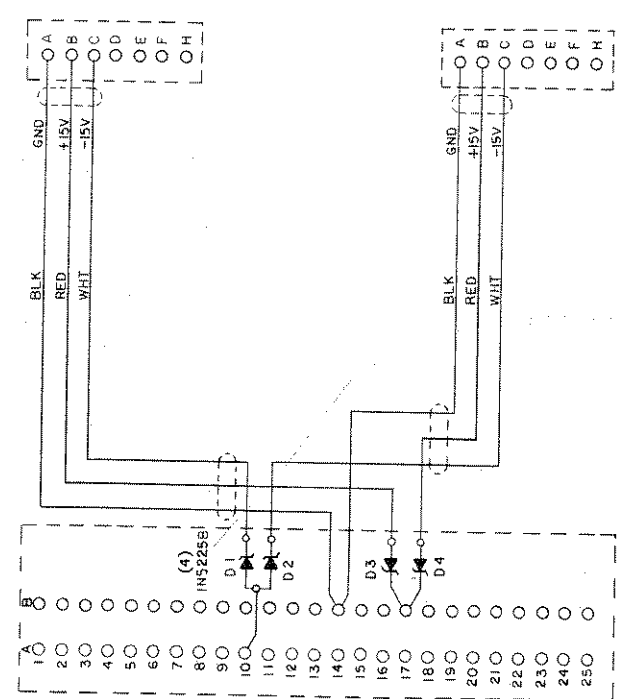 A B C D E F H
A B C D E F H
GND +15V -15V
GND +15V -15V
BLK RED WHT
BLK RED WHT
(4)
IN5225B
D1
D2
D3
D4
B
A
1
2
3
4
5
6
7
8
9
10
11
12
13
14
15
16
17
18
19
20
21
22
23
24
25